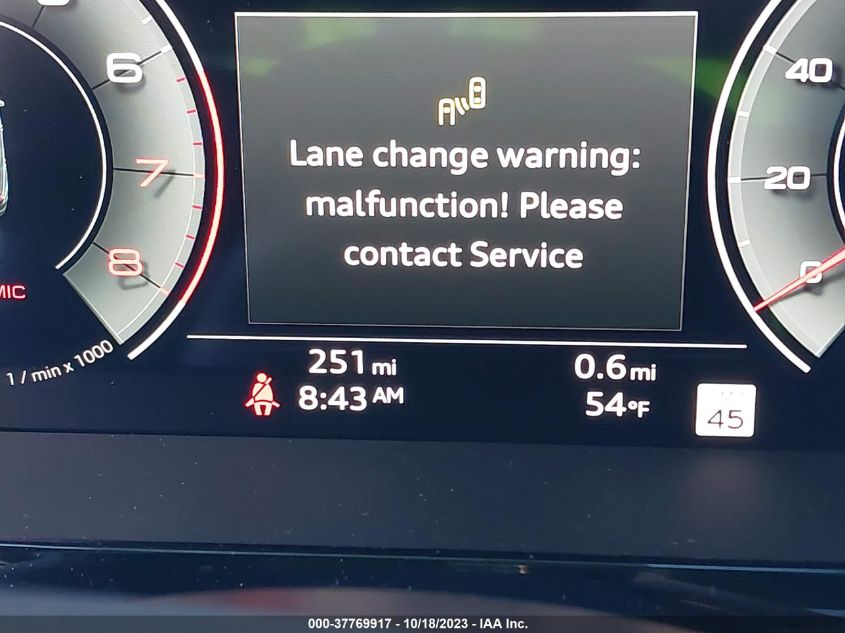 6
7
8
MIC
1 / min x 1000
Lane change warning:
malfunction! Please
contact Service
40
20
0
251 mi
8:43 AM
0.6 mi
54°F
45
000-37769917 - 10/18/2023 - IAA Inc.